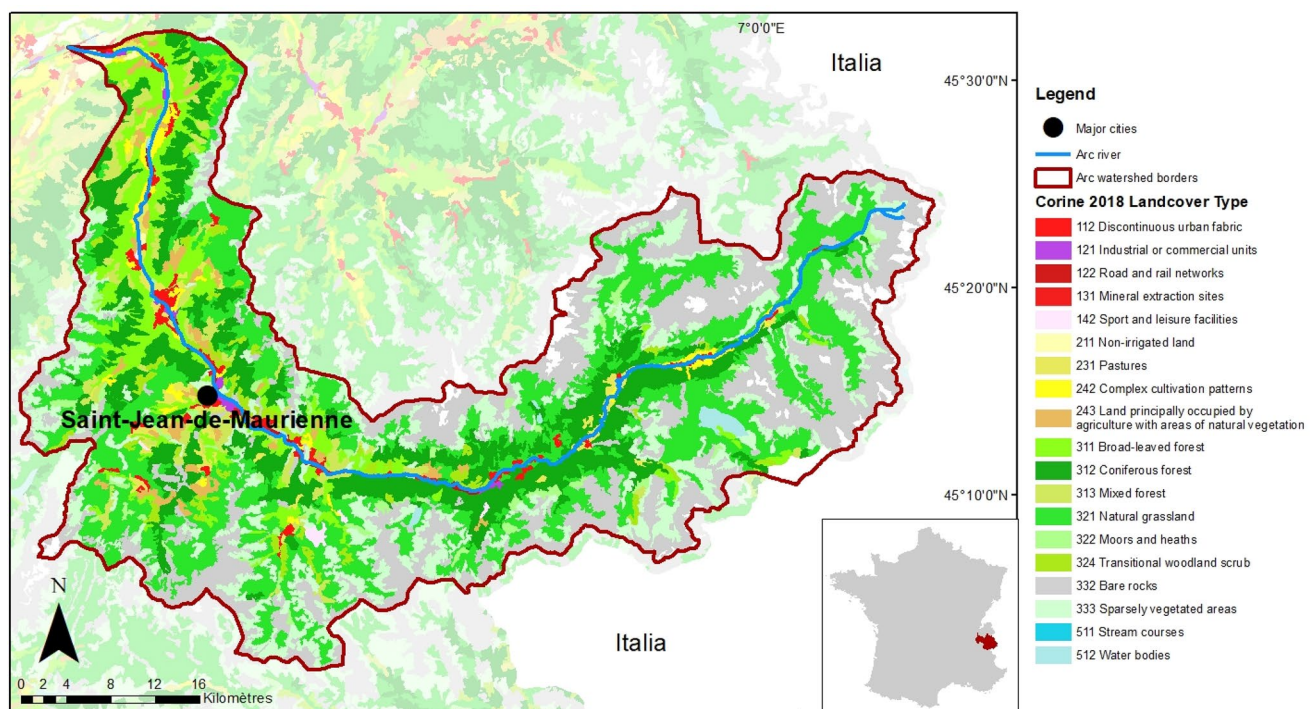 7°0'0"E
Italia
45°30'0"N
45°20'0"N
45°10'0"N
Saint-Jean-de-Maurienne
Italia
N
0 2 4 8 12 16
Kilomètres
Legend
Major cities
Arc river
Arc watershed borders
Corine 2018 Landcover Type
112 Discontinuous urban fabric
121 Industrial or commercial units
122 Road and rail networks
131 Mineral extraction sites
142 Sport and leisure facilities
211 Non-irrigated land
231 Pastures
242 Complex cultivation patterns
243 Land principally occupied by
agriculture with areas of natural vegetation
311 Broad-leaved forest
312 Coniferous forest
313 Mixed forest
321 Natural grassland
322 Moors and heaths
324 Transitional woodland scrub
332 Bare rocks
333 Sparsely vegetated areas
511 Stream courses
512 Water bodies